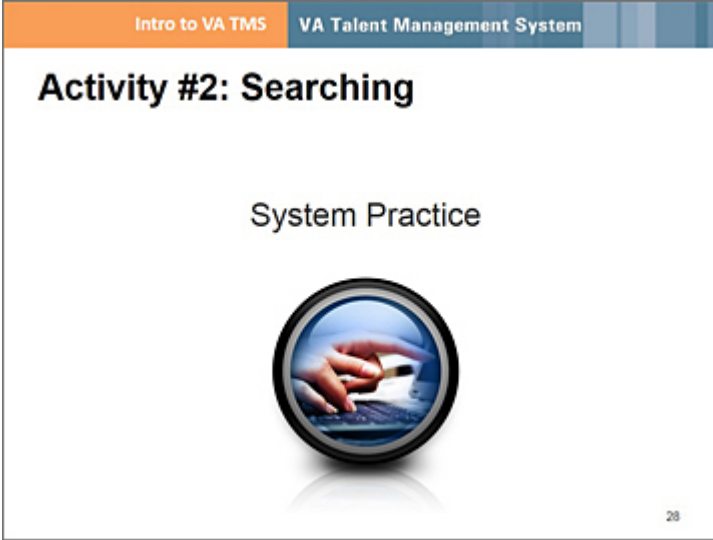 Intro to VA TMS VA Talent Management System
Activity #2: Searching
System Practice
28